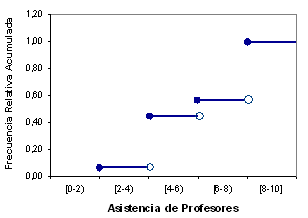 Frecuencia Relativa Acumulada
1,20
1,00
0,80
0,60
0,40
0,20
0,00
[0-2) [2-4) [4-6) [6-8) [8-10]
Asistencia de Profesores